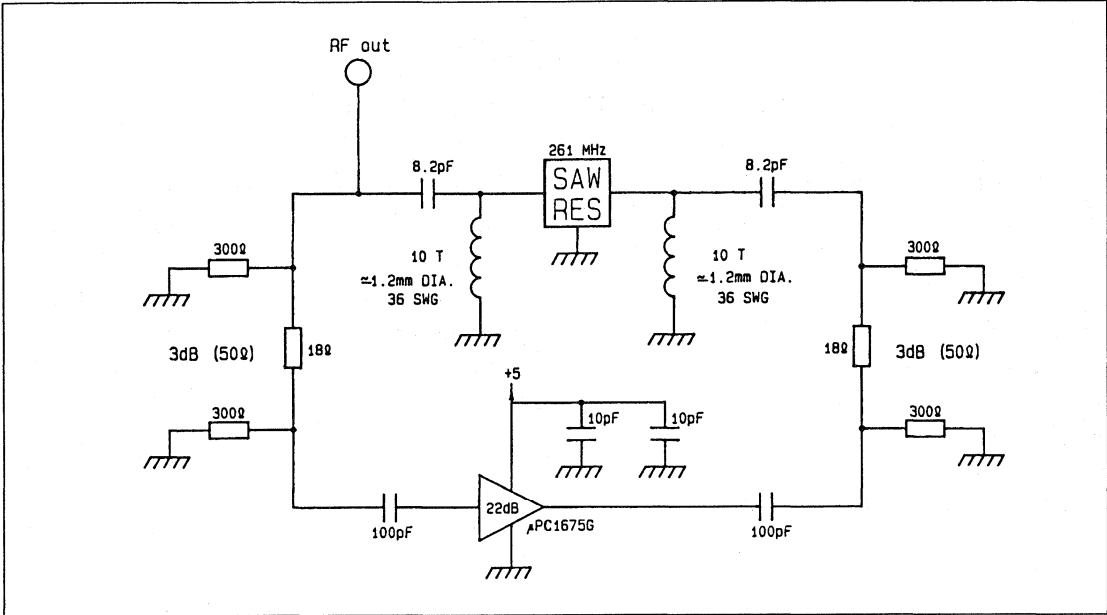 RF out
8.2pF
261 MHz
SAW
RES
8.2pF
300Ω
10 T
≃1.2mm DIA.
36 SWG
10 T
≃1.2mm DIA.
36 SWG
300Ω
3dB (50Ω)
18Ω
18Ω
3dB (50Ω)
+5
300Ω
10pF
10pF
300Ω
22dB
μPC1675G
100pF
100pF